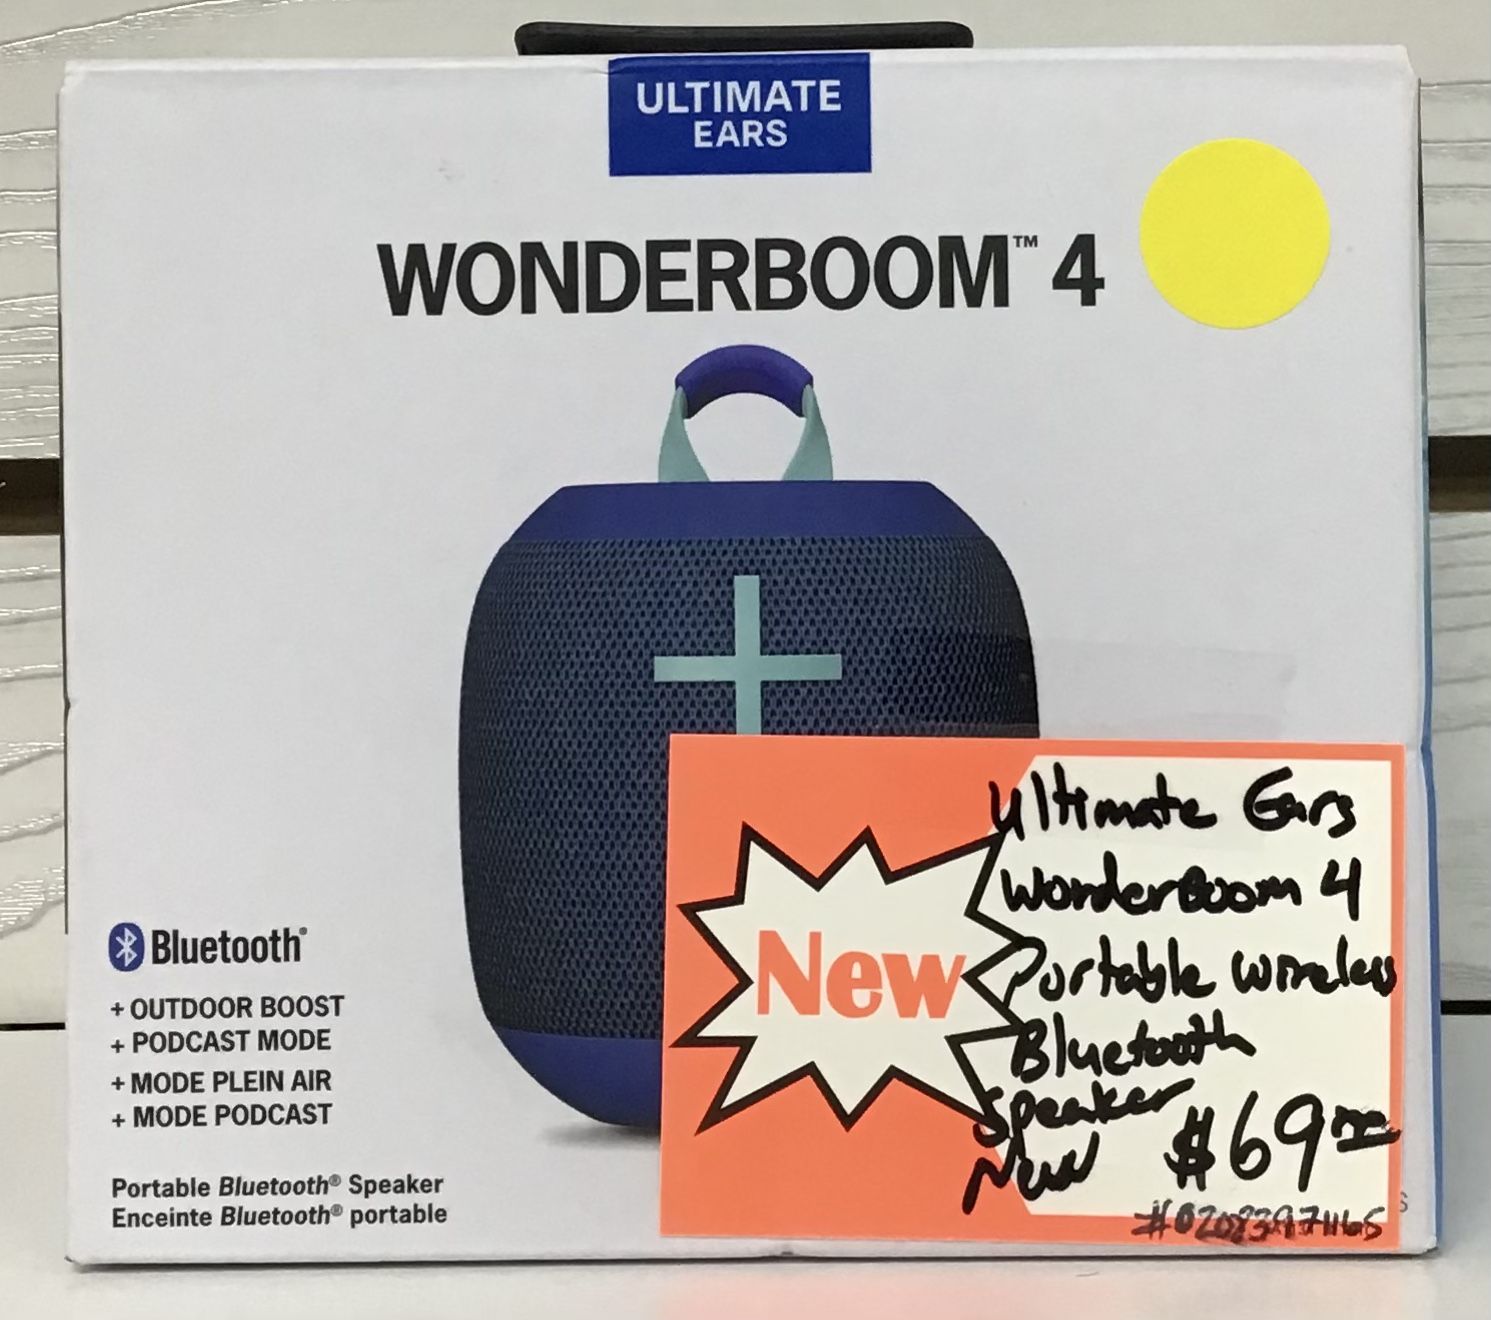 ULTIMATE
EARS
WONDERBOOM™ 4
Bluetooth®
+ OUTDOOR BOOST
+ PODCAST MODE
+ MODE PLEIN AIR
+ MODE PODCAST
Portable Bluetooth® Speaker
Enceinte Bluetooth® portable
New
Ultimate Ears
WonderBoom 4
Portable Wireless
Bluetooth
Speaker
New $69